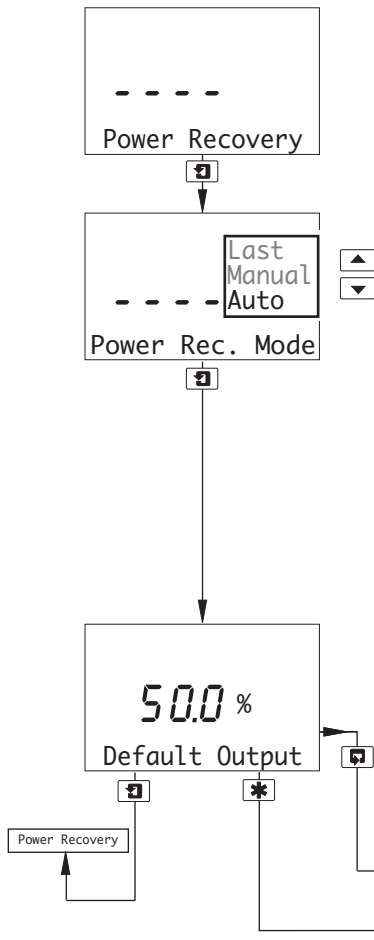 - - - -
Power Recovery
Last
Manual
- - - - Auto
Power Rec. Mode
50.0 %
Default Output
Power Recovery